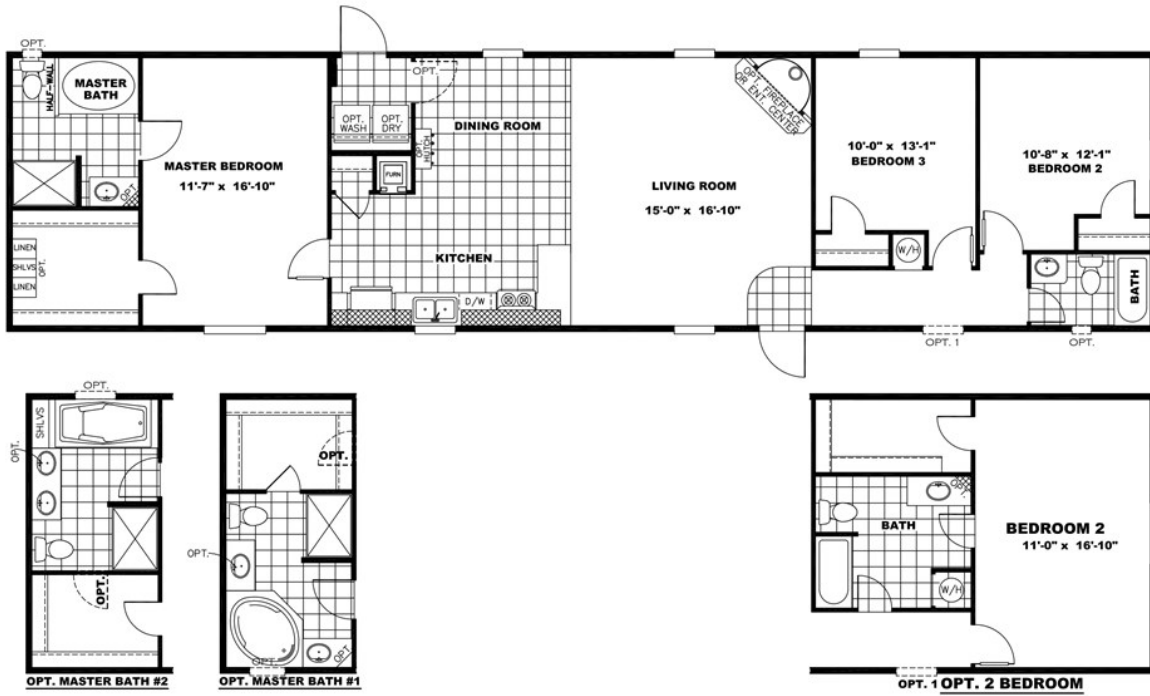 OPT.
HALF-WALL
MASTER
BATH
OPT.
LINEN
SHLVS
LINEN
OPT.
MASTER BEDROOM
11'-7" x 16'-10"
OPT.
WASH
OPT.
DRY
OPT.
OPT.
HUTCH
FURN
DINING ROOM
KITCHEN
D/W
LIVING ROOM
15'-0" x 16'-10"
OPT. FIREPLACE
OR ENT. CENTER
10'-0" x 13'-1"
BEDROOM 3
W/H
10'-8" x 12'-1"
BEDROOM 2
BATH
OPT. 1
OPT.
OPT.
SHLVS
OPT.
OPT.
OPT. MASTER BATH #2
OPT.
OPT.
OPT.
OPT.
OPT. MASTER BATH #1
OPT.
BATH
W/H
BEDROOM 2
11'-0" x 16'-10"
OPT. 1
OPT. 2 BEDROOM